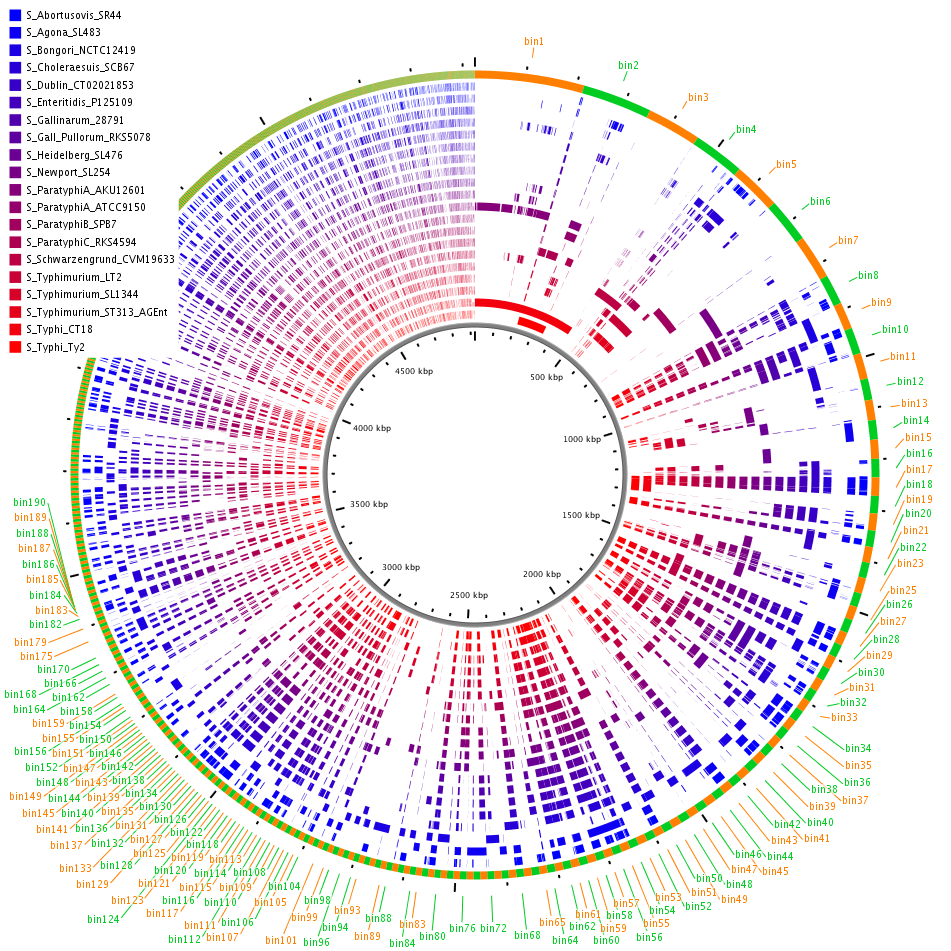 S_Abortusovis_SR44
S_Agona_SL483
S_Bongori_NCTC12419
S_Choleraesuis_SCB67
S_Dublin_CT02021853
S_Enteritidis_P125109
S_Gallinarum_28791
S_Gall_Pullorum_RKS5078
S_Heidelberg_SL476
S_Newport_SL254
S_ParatyphiA_AKU12601
S_ParatyphiA_ATCC9150
S_ParatyphiB_SPB7
S_ParatyphiC_RKS4594
S_Schwarzengrund_CVM19633
S_Typhimurium_LT2
S_Typhimurium_SL1344
S_Typhimurium_ST313_AGEnt
S_Typhi_CT18
S_Typhi_Ty2
bin1
bin2
bin3
bin4
bin5
bin6
bin7
bin8
bin9
bin10
bin11
bin12
bin13
bin14
bin15
bin16
bin17
bin18
bin19
bin20
bin21
bin22
bin23
bin25
bin26
bin27
bin28
bin29
bin30
bin31
bin32
bin33
bin34
bin35
bin36
bin37
bin38
bin39
bin40
bin41
bin42
bin43
bin44
bin45
bin46
bin47
bin48
bin49
bin50
bin51
bin52
bin53
bin54
bin55
bin56
bin57
bin58
bin59
bin60
bin61
bin62
bin64
bin65
bin68
bin72
bin76
bin80
bin83
bin84
bin88
bin89
bin93
bin94
bin96
bin98
bin99
bin101
bin104
bin105
bin106
bin107
bin108
bin109
bin110
bin111
bin112
bin113
bin114
bin115
bin116
bin117
bin118
bin119
bin120
bin121
bin122
bin123
bin124
bin125
bin126
bin127
bin128
bin129
bin130
bin131
bin132
bin133
bin134
bin135
bin136
bin137
bin138
bin139
bin140
bin141
bin142
bin143
bin144
bin145
bin146
bin147
bin148
bin149
bin150
bin151
bin152
bin154
bin155
bin156
bin158
bin159
bin162
bin164
bin166
bin168
bin170
bin175
bin179
bin182
bin183
bin184
bin185
bin186
bin187
bin188
bin189
bin190
500 kbp
1000 kbp
1500 kbp
2000 kbp
2500 kbp
3000 kbp
3500 kbp
4000 kbp
4500 kbp